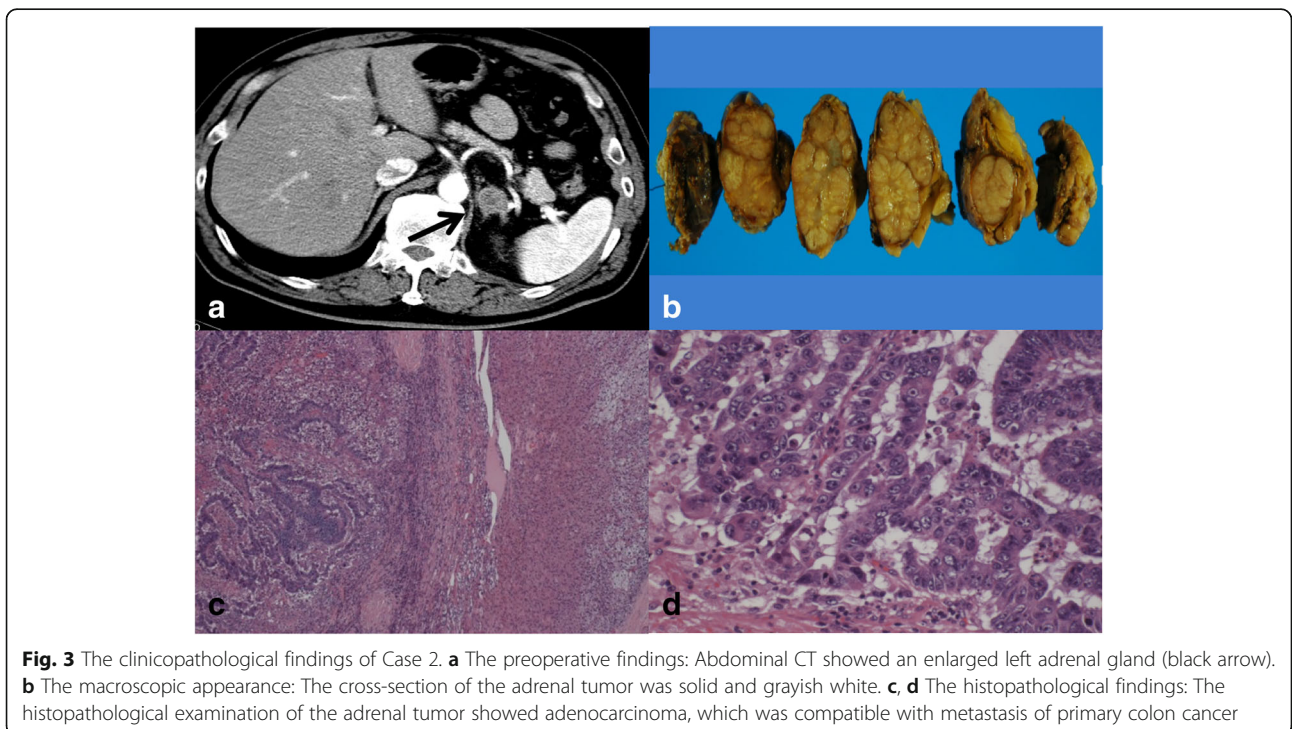 a
b
c
d
Fig. 3 The clinicopathological findings of Case 2. a The preoperative findings: Abdominal CT showed an enlarged left adrenal gland (black arrow).
b The macroscopic appearance: The cross-section of the adrenal tumor was solid and grayish white. c, d The histopathological findings: The
histopathological examination of the adrenal tumor showed adenocarcinoma, which was compatible with metastasis of primary colon cancer